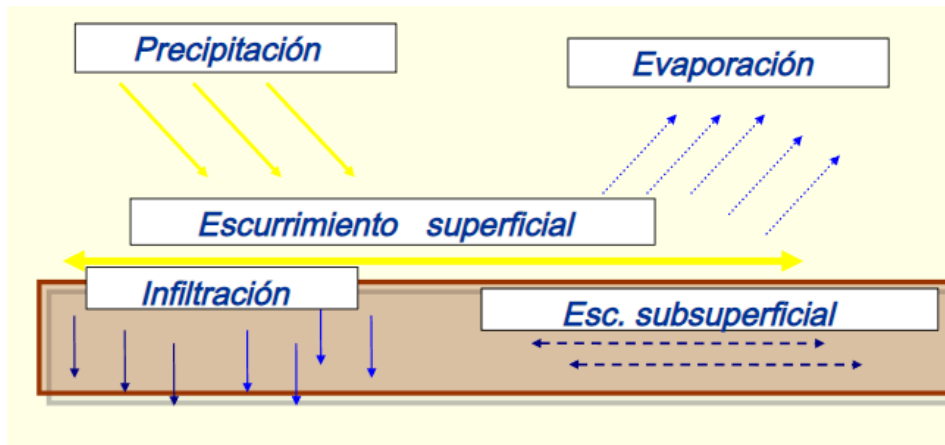 Precipitación
Evaporación
Escurrimiento superficial
Infiltración
Esc. subsuperficial